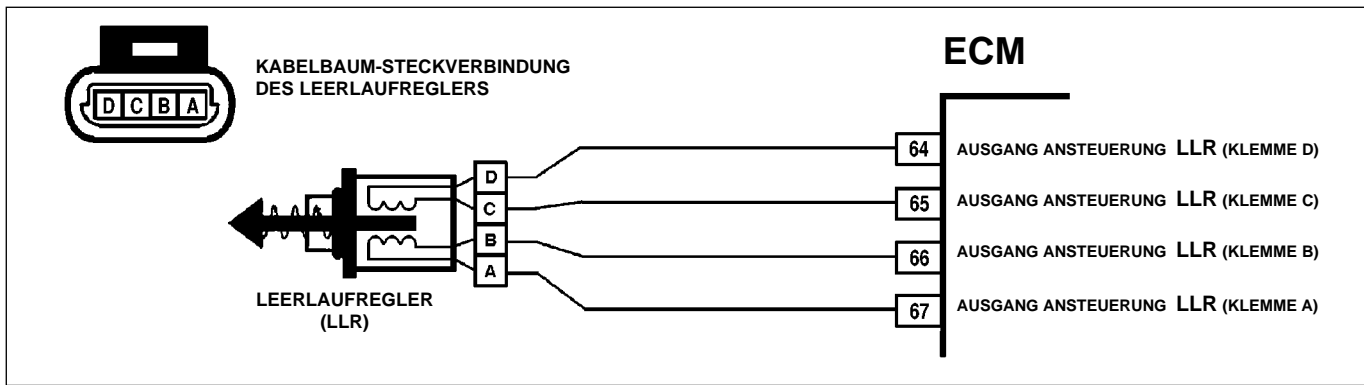 KABELBAUM-STECKVERBINDUNG
DES LEERLAUFREGLERS
D C B A
ECM
D
C
B
A
LEERLAUFREGLER
(LLR)
64 AUSGANG ANSTEUERUNG LLR (KLEMME D)
65 AUSGANG ANSTEUERUNG LLR (KLEMME C)
66 AUSGANG ANSTEUERUNG LLR (KLEMME B)
67 AUSGANG ANSTEUERUNG LLR (KLEMME A)